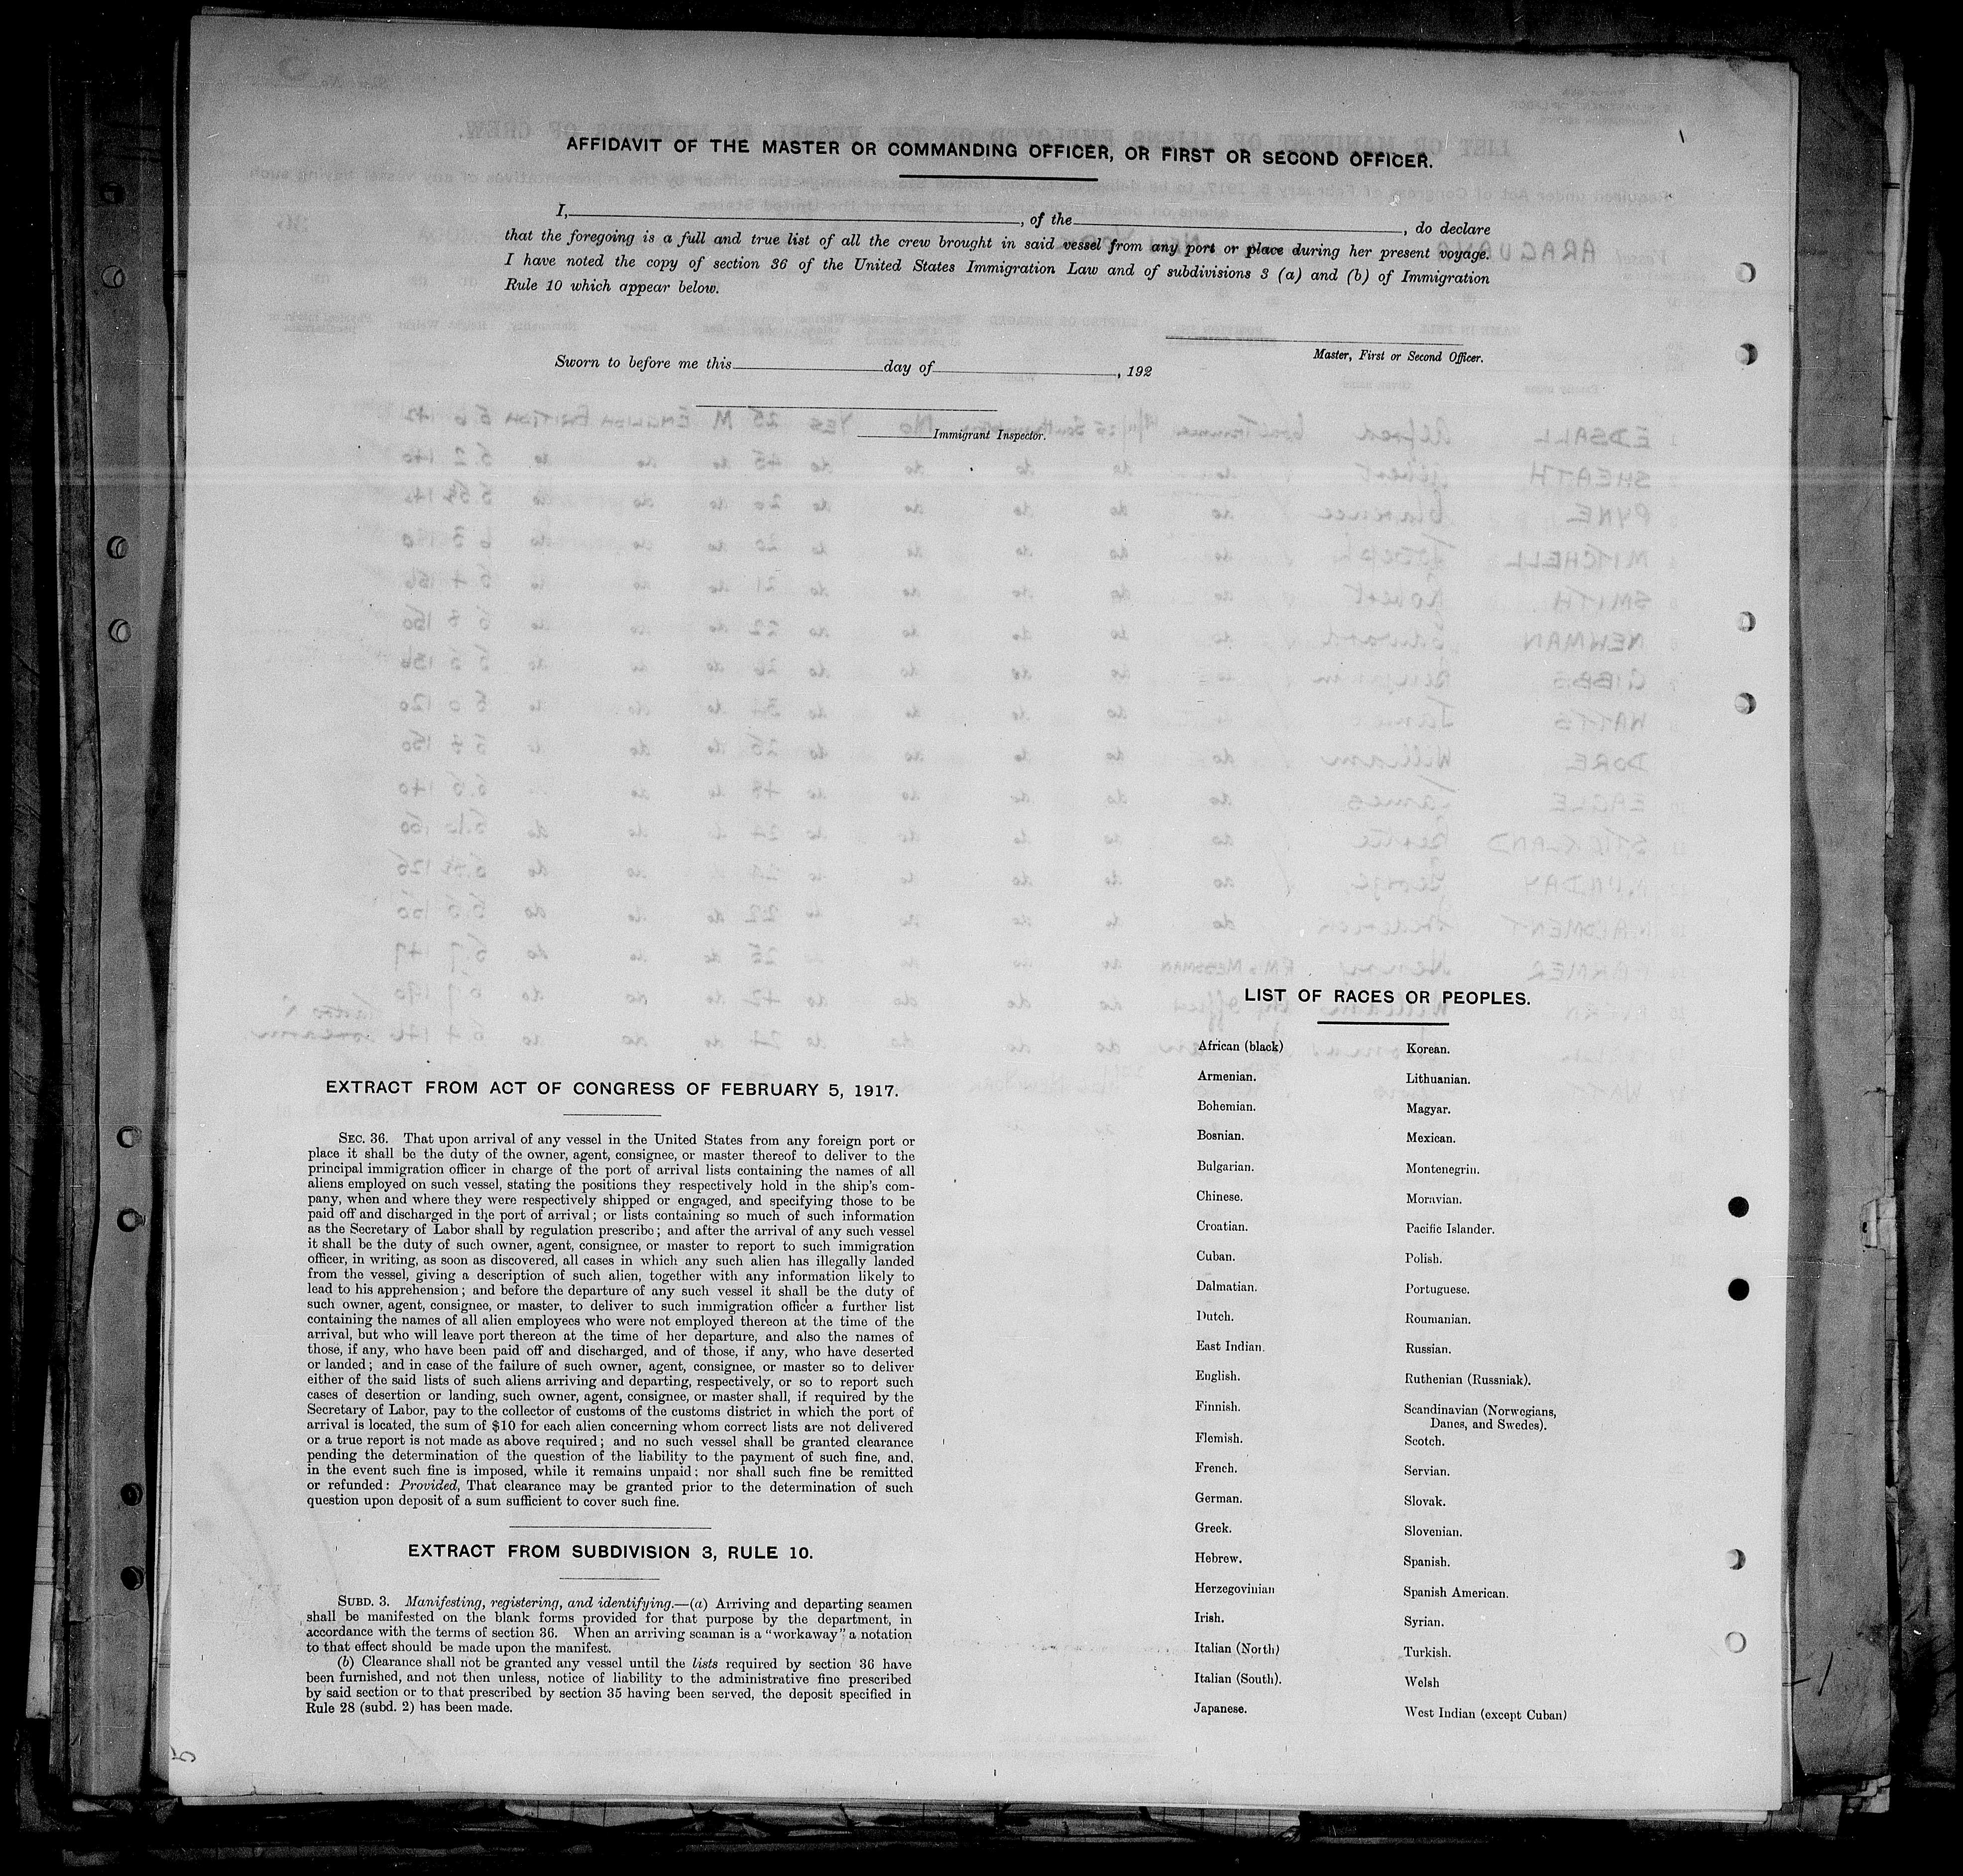 AFFIDAVIT OF THE MASTER OR COMMANDING OFFICER, OR FIRST OR SECOND OFFICER.
I, , of the , do declare
that the foregoing is a full and true list of all the crew brought in said vessel from any port or place during her present voyage.
I have noted the copy of section 36 of the United States Immigration Law and of subdivisions 3 (a) and (b) of Immigration
Rule 10 which appear below.
Master, First or Second Officer.
Sworn to before me this day of , 192
Immigrant Inspector.
EXTRACT FROM ACT OF CONGRESS OF FEBRUARY 5, 1917.
SEC. 36. That upon arrival of any vessel in the United States from any foreign port or
place it shall be the duty of the owner, agent, consignee, or master thereof to deliver to the
principal immigration officer in charge of the port of arrival lists containing the names of all
aliens employed on such vessel, stating the positions they respectively hold in the ship's com-
pany, when and where they were respectively shipped or engaged, and specifying those to be
paid off and discharged in the port of arrival; or lists containing so much of such information
as the Secretary of Labor shall by regulation prescribe; and after the arrival of any such vessel
it shall be the duty of such owner, agent, consignee, or master to report to such immigration
officer, in writing, as soon as discovered, all cases in which any such alien has illegally landed
from the vessel, giving a description of such alien, together with any information likely to
lead to his apprehension; and before the departure of any such vessel it shall be the duty of
such owner, agent, consignee, or master, to deliver to such immigration officer a further list
containing the names of all alien employees who were not employed thereon at the time of the
arrival, but who will leave port thereon at the time of her departure, and also the names of
those, if any, who have been paid off and discharged, and of those, if any, who have deserted
or landed; and in case of the failure of such owner, agent, consignee, or master so to deliver
either of the said lists of such aliens arriving and departing, respectively, or so to report such
cases of desertion or landing, such owner, agent, consignee, or master shall, if required by the
Secretary of Labor, pay to the collector of customs of the customs district in which the port of
arrival is located, the sum of $10 for each alien concerning whom correct lists are not delivered
or a true report is not made as above required; and no such vessel shall be granted clearance
pending the determination of the question of the liability to the payment of such fine, and,
in the event such fine is imposed, while it remains unpaid; nor shall such fine be remitted
or refunded: Provided, That clearance may be granted prior to the determination of such
question upon deposit of a sum sufficient to cover such fine.
EXTRACT FROM SUBDIVISION 3, RULE 10.
SUBD. 3. Manifesting, registering, and identifying.—(a) Arriving and departing seamen
shall be manifested on the blank forms provided for that purpose by the department, in
accordance with the terms of section 36. When an arriving seaman is a "workaway" a notation
to that effect should be made upon the manifest.
(b) Clearance shall not be granted any vessel until the lists required by section 36 have
been furnished, and not then unless, notice of liability to the administrative fine prescribed
by said section or to that prescribed by section 35 having been served, the deposit specified in
Rule 28 (subd. 2) has been made.
LIST OF RACES OR PEOPLES.
African (black)
Armenian.
Bohemian.
Bosnian.
Bulgarian.
Chinese.
Croatian.
Cuban.
Dalmatian.
Dutch.
East Indian.
English.
Finnish.
Flemish.
French.
German.
Greek.
Hebrew.
Herzegovinian
Irish.
Italian (North)
Italian (South).
Japanese.
Korean.
Lithuanian.
Magyar.
Mexican.
Montenegrin.
Moravian.
Pacific Islander.
Polish.
Portuguese.
Roumanian.
Russian.
Ruthenian (Russniak).
Scandinavian (Norwegians,
Danes, and Swedes).
Scotch.
Servian.
Slovak.
Slovenian.
Spanish.
Spanish American.
Syrian.
Turkish.
Welsh
West Indian (except Cuban)